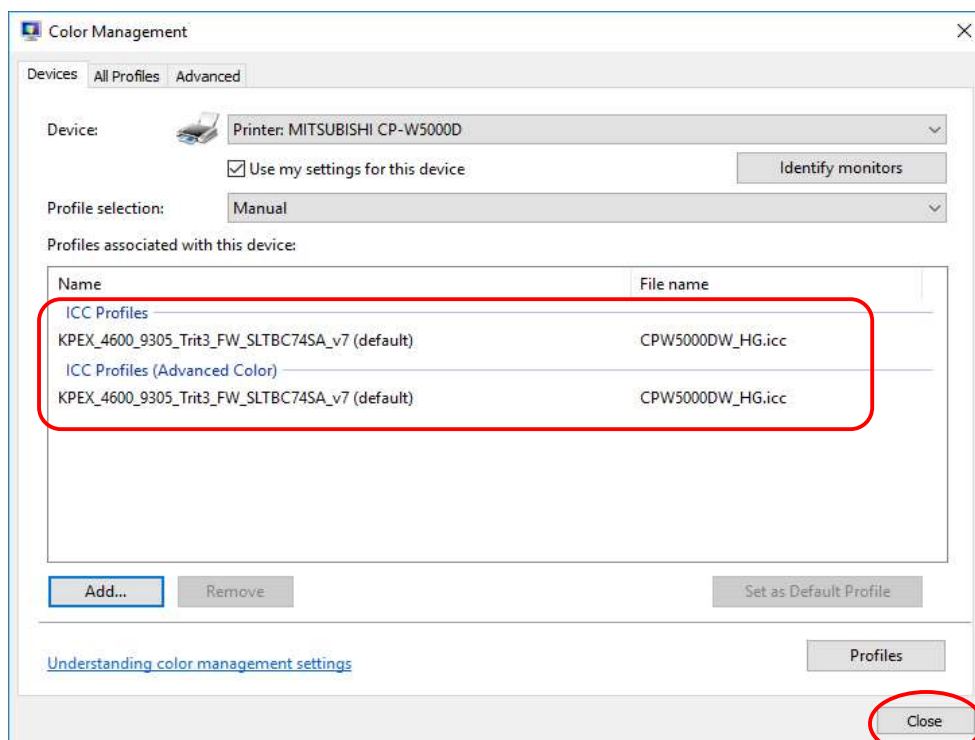 Color Management
Devices All Profiles Advanced
Device: Printer: MITSUBISHI CP-W5000D
Use my settings for this device Identify monitors
Profile selection: Manual
Profiles associated with this device:
Name File name
ICC Profiles
KPEX_4600_9305_Trit3_FW_SLTBC74SA_v7 (default) CPW5000DW_HG.icc
ICC Profiles (Advanced Color)
KPEX_4600_9305_Trit3_FW_SLTBC74SA_v7 (default) CPW5000DW_HG.icc
Add... Remove Set as Default Profile
Understanding color management settings Profiles
Close